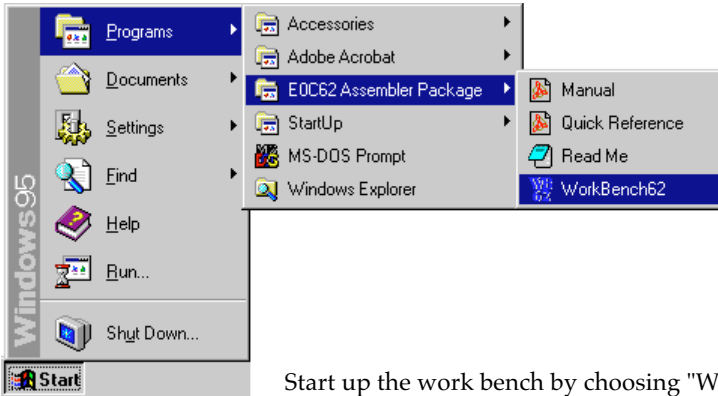 Programs
Documents
Settings
Find
Help
Run...
Shut Down...
Windows95
Start
Accessories
Adobe Acrobat
E0C62 Assembler Package
StartUp
MS-DOS Prompt
Windows Explorer
Manual
Quick Reference
Read Me
WorkBench62
Start up the work bench by choosing "W